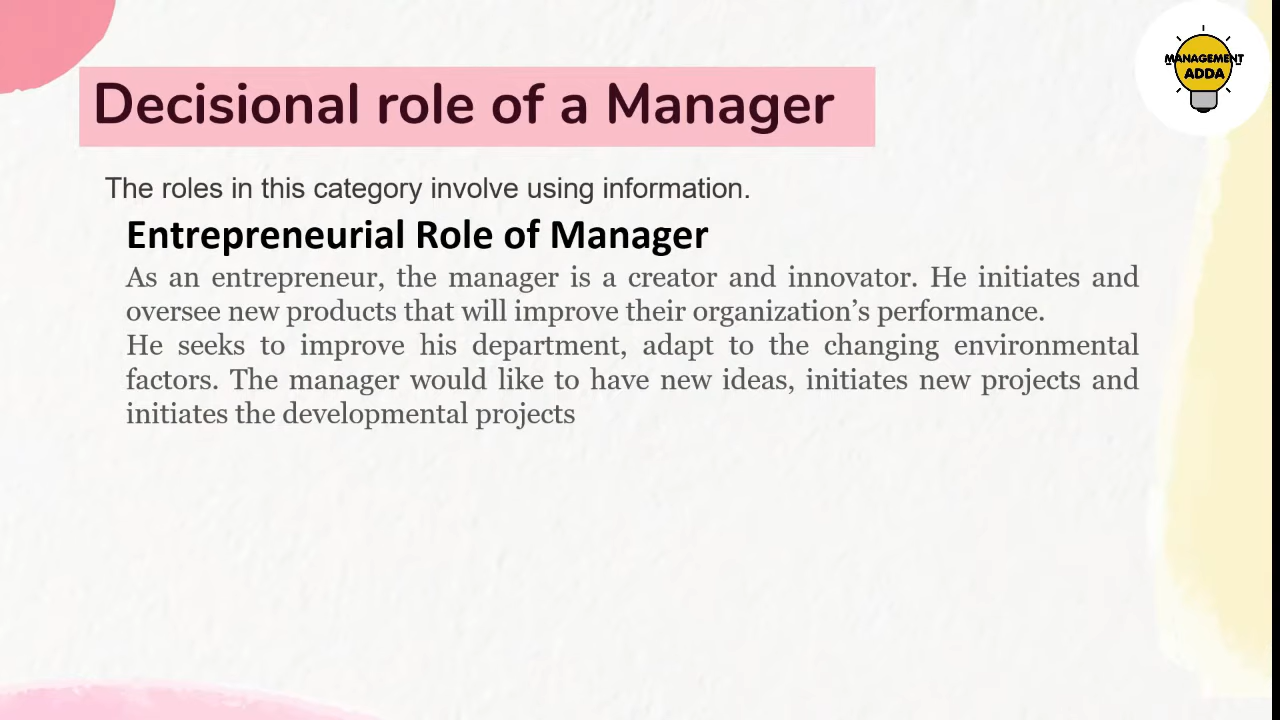 MANAGEMENT
ADDA
Decisional role of a Manager
The roles in this category involve using information.
Entrepreneurial Role of Manager
As an entrepreneur, the manager is a creator and innovator. He initiates and
oversee new products that will improve their organization’s performance.
He seeks to improve his department, adapt to the changing environmental
factors. The manager would like to have new ideas, initiates new projects and
initiates the developmental projects